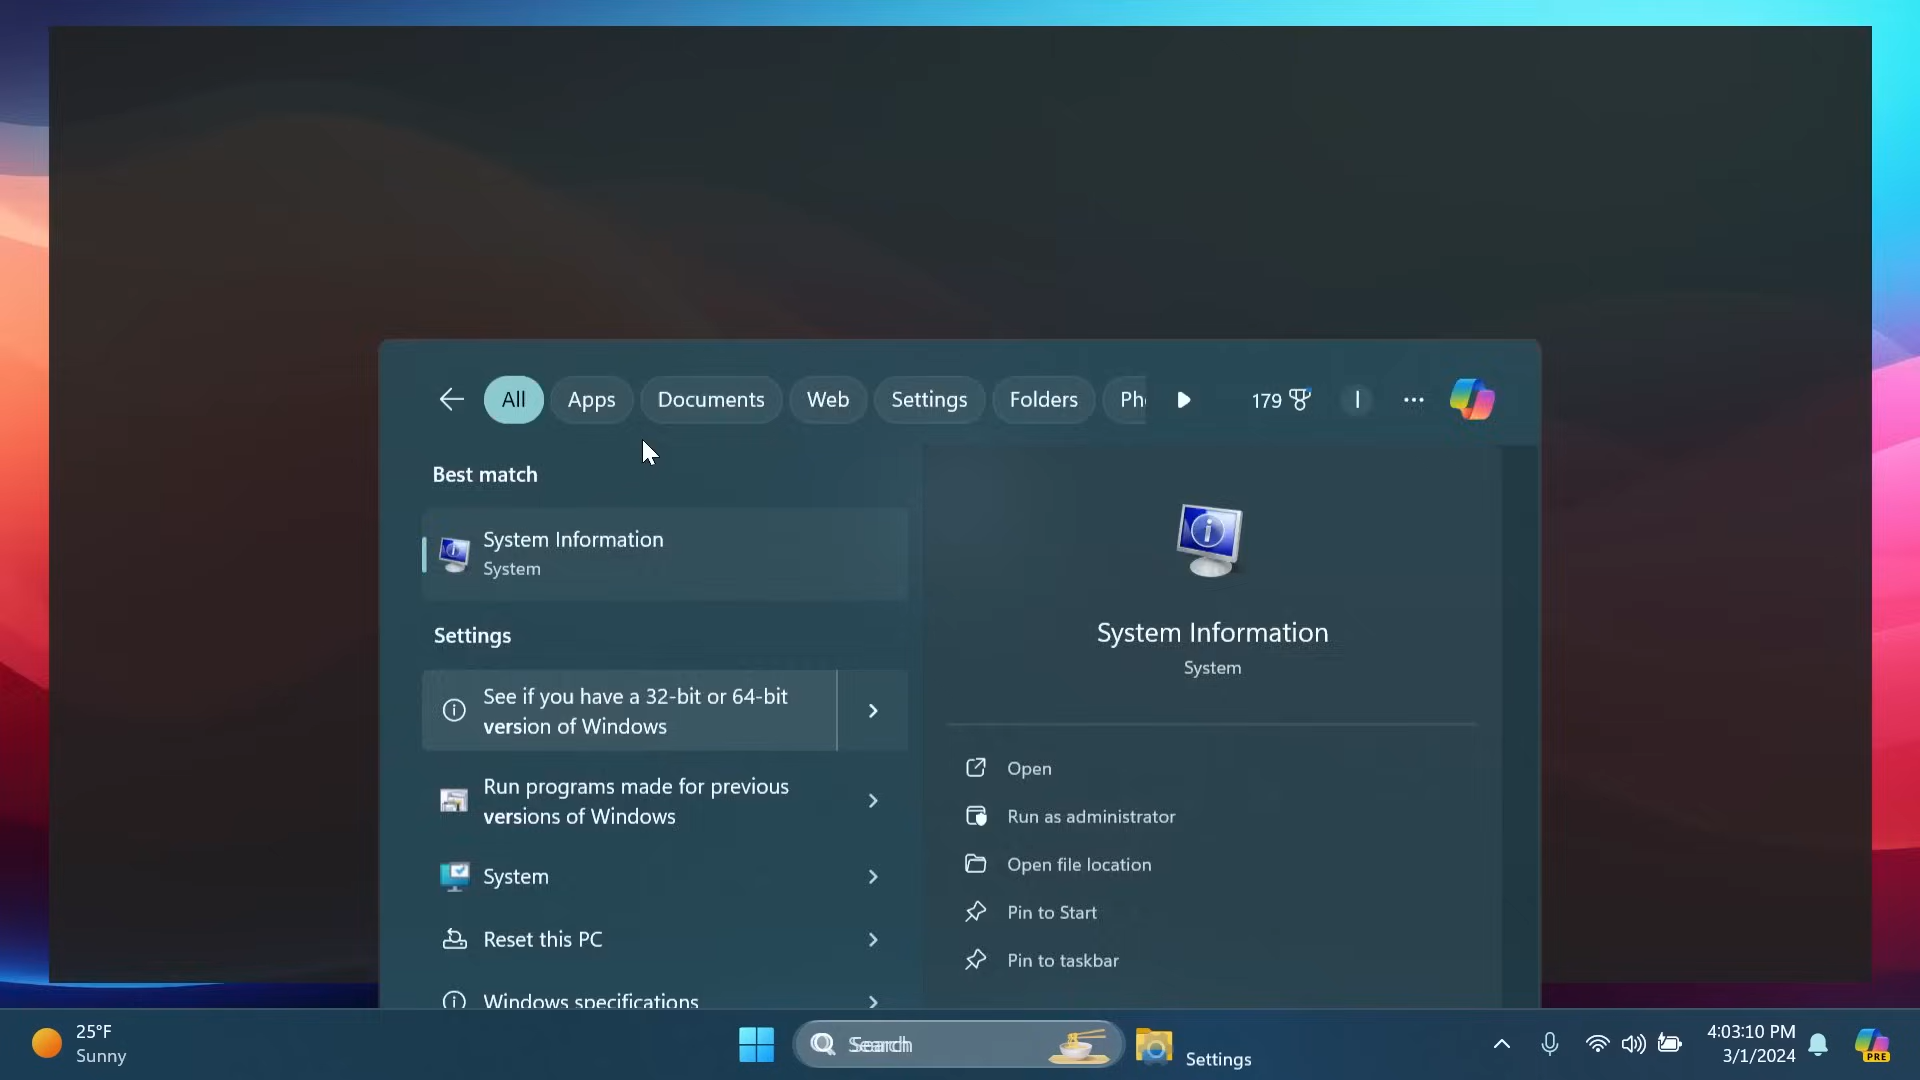 All Apps Documents Web Settings Folders Ph 179 I
Best match
System Information
System
Settings
See if you have a 32-bit or 64-bit
version of Windows
Run programs made for previous
versions of Windows
System
Reset this PC
Windows specifications
System Information
System
Open
Run as administrator
Open file location
Pin to Start
Pin to taskbar
25°F
Sunny
Search
Settings
4:03:10 PM
3/1/2024
PRE